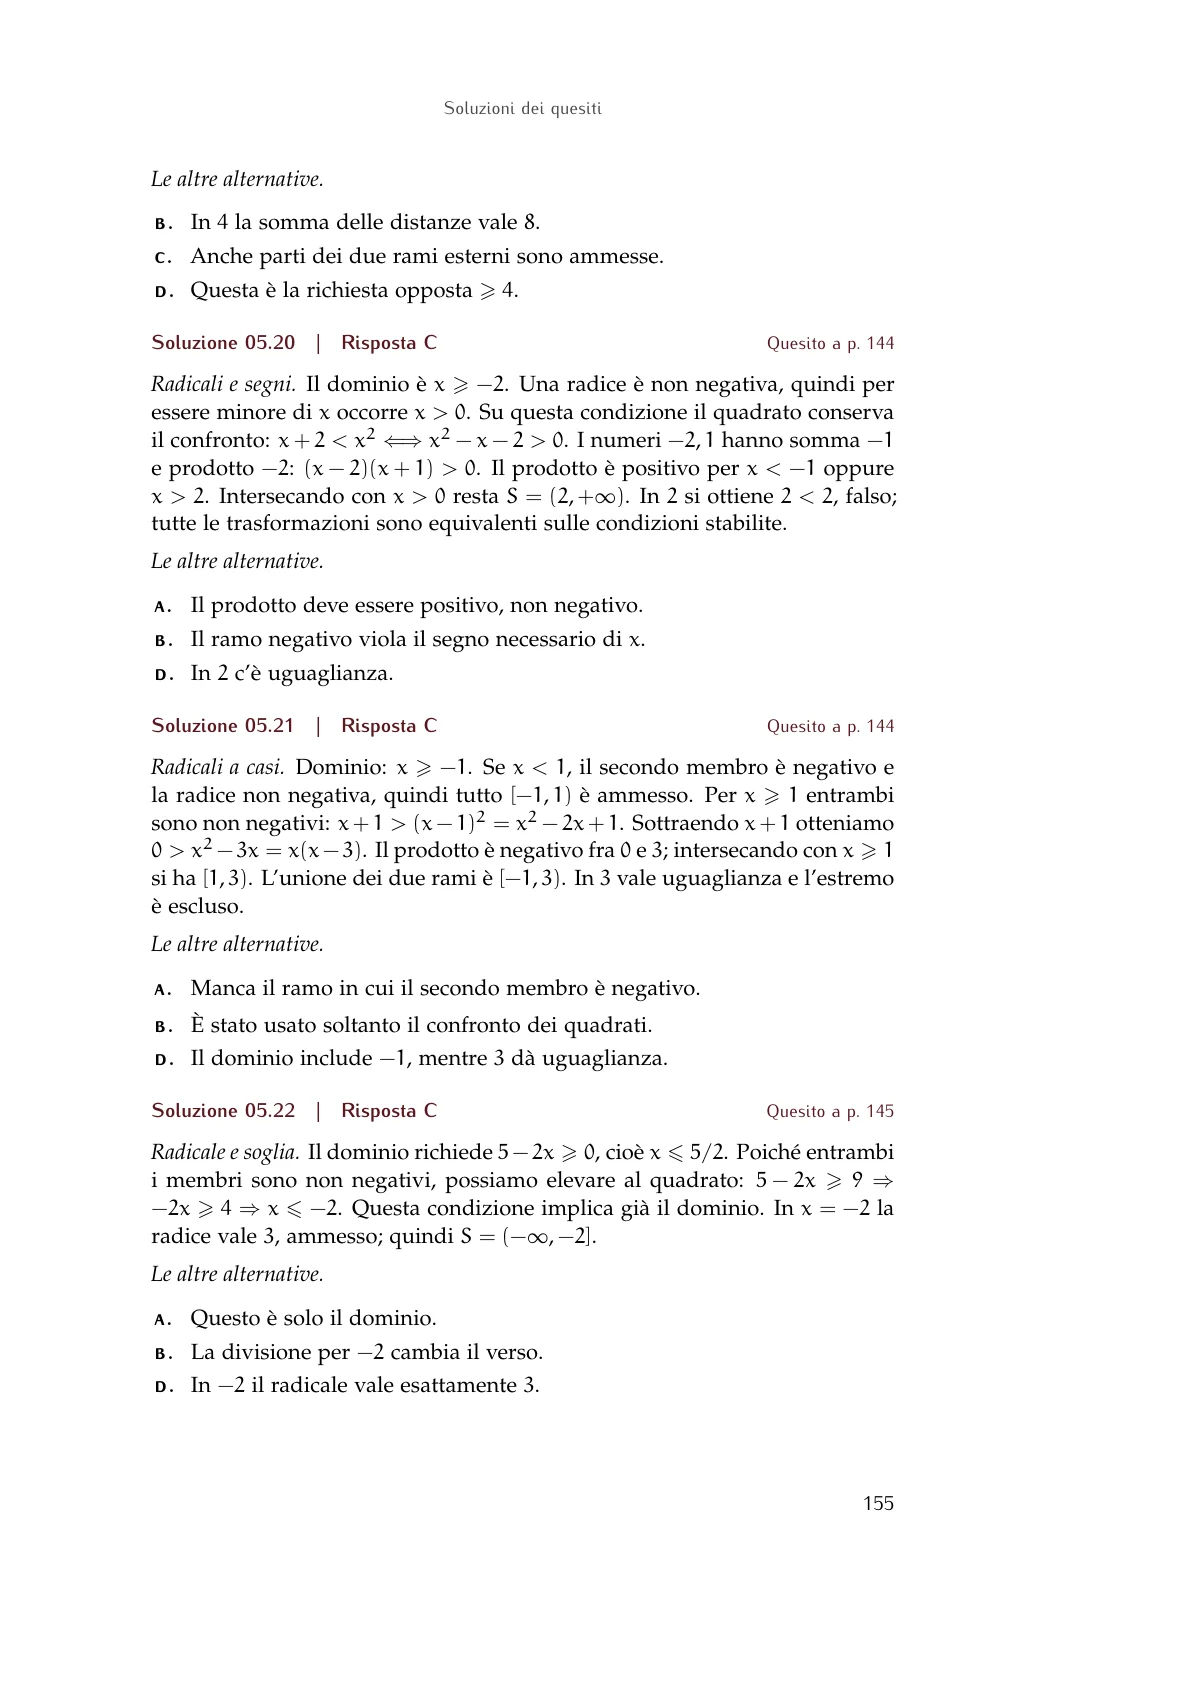 Soluzioni dei quesiti
Le altre alternative.
B. In 4 la somma delle distanze vale 8.
C. Anche parti dei due rami esterni sono ammesse.
D. Questa è la richiesta opposta ⩾ 4.
Soluzione 05.20 | Risposta C Quesito a p. 144
Radicali e segni. Il dominio è x ⩾ −2. Una radice è non negativa, quindi per
essere minore di x occorre x > 0. Su questa condizione il quadrato conserva
il confronto: x + 2 < x² ⟺ x² − x − 2 > 0. I numeri −2, 1 hanno somma −1
e prodotto −2: (x − 2)(x + 1) > 0. Il prodotto è positivo per x < −1 oppure
x > 2. Intersecando con x > 0 resta S = (2, +∞). In 2 si ottiene 2 < 2, falso;
tutte le trasformazioni sono equivalenti sulle condizioni stabilite.
Le altre alternative.
A. Il prodotto deve essere positivo, non negativo.
B. Il ramo negativo viola il segno necessario di x.
D. In 2 c'è uguaglianza.
Soluzione 05.21 | Risposta C Quesito a p. 144
Radicali a casi. Dominio: x ⩾ −1. Se x < 1, il secondo membro è negativo e
la radice non negativa, quindi tutto [−1, 1) è ammesso. Per x ⩾ 1 entrambi
sono non negativi: x + 1 > (x − 1)² = x² − 2x + 1. Sottraendo x + 1 otteniamo
0 > x² − 3x = x(x − 3). Il prodotto è negativo fra 0 e 3; intersecando con x ⩾ 1
si ha [1, 3). L'unione dei due rami è [−1, 3). In 3 vale uguaglianza e l'estremo
è escluso.
Le altre alternative.
A. Manca il ramo in cui il secondo membro è negativo.
B. È stato usato soltanto il confronto dei quadrati.
D. Il dominio include −1, mentre 3 dà uguaglianza.
Soluzione 05.22 | Risposta C Quesito a p. 145
Radicale e soglia. Il dominio richiede 5 − 2x ⩾ 0, cioè x ⩽ 5/2. Poiché entrambi
i membri sono non negativi, possiamo elevare al quadrato: 5 − 2x ⩾ 9 ⇒
−2x ⩾ 4 ⇒ x ⩽ −2. Questa condizione implica già il dominio. In x = −2 la
radice vale 3, ammesso; quindi S = (−∞, −2].
Le altre alternative.
A. Questo è solo il dominio.
B. La divisione per −2 cambia il verso.
D. In −2 il radicale vale esattamente 3.
155